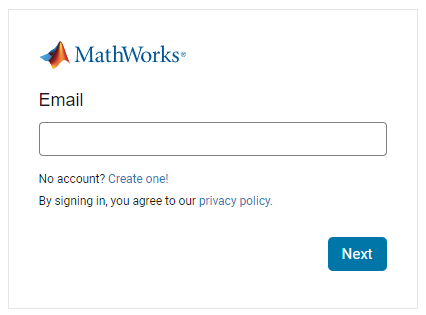 MathWorks®
Email
No account? Create one!
By signing in, you agree to our privacy policy.
Next